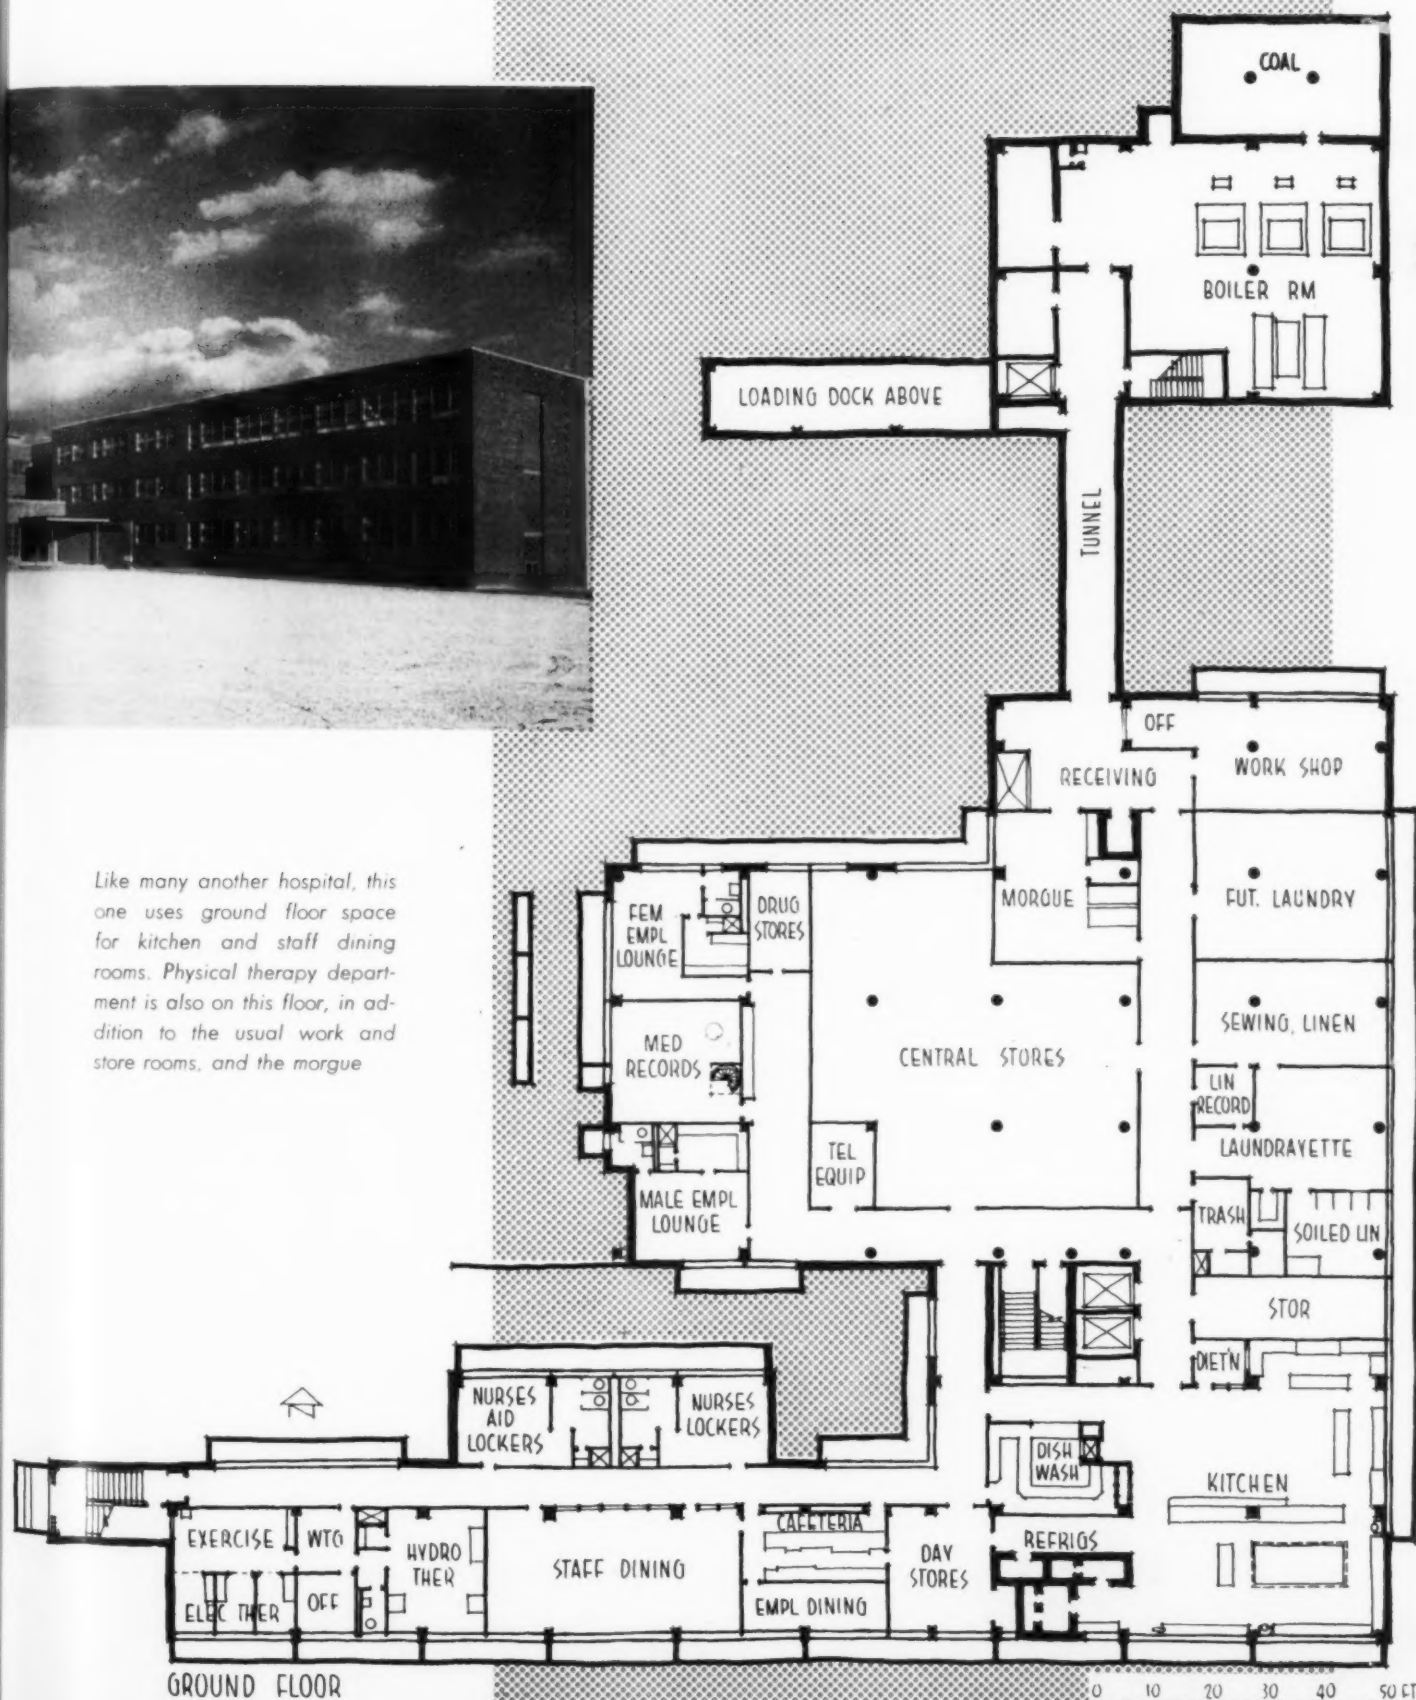 COAL
BOILER RM
LOADING DOCK ABOVE
TUNNEL
OFF
RECEIVING
WORK SHOP
Like many another hospital, this
one uses ground floor space
for kitchen and staff dining
rooms. Physical therapy depart-
ment is also on this floor, in ad-
dition to the usual work and
store rooms, and the morgue
FEM
EMPL
LOUNGE
DRUG
STORES
MORGUE
FUT. LAUNDRY
MED
RECORDS
CENTRAL STORES
SEWING, LINEN
LIN
RECORD
LAUNDRAYETTE
TEL
EQUIP
MALE EMPL
LOUNGE
TRASH
SOILED LIN
STOR
DIET'N
NURSES
AID
LOCKERS
NURSES
LOCKERS
DISH
WASH
KITCHEN
EXERCISE
WTG
HYDRO
THER
STAFF DINING
CAFETERIA
DAY
STORES
REFRIGS
ELEC THER
OFF
EMPL DINING
GROUND FLOOR
0 10 20 30 40 50 FT